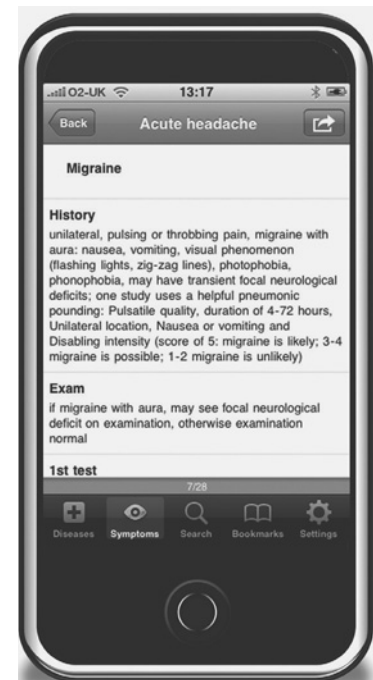 O2-UK 13:17
Back Acute headache
Migraine
History
unilateral, pulsing or throbbing pain, migraine with
aura: nausea, vomiting, visual phenomenon
(flashing lights, zig-zag lines), photophobia,
phonophobia, may have transient focal neurological
deficits; one study uses a helpful pneumonic
pounding: Pulsatile quality, duration of 4-72 hours,
Unilateral location, Nausea or vomiting and
Disabling intensity (score of 5: migraine is likely; 3-4
migraine is possible; 1-2 migraine is unlikely)
Exam
if migraine with aura, may see focal neurological
deficit on examination, otherwise examination
normal
1st test
7/28
Diseases Symptoms Search Bookmarks Settings